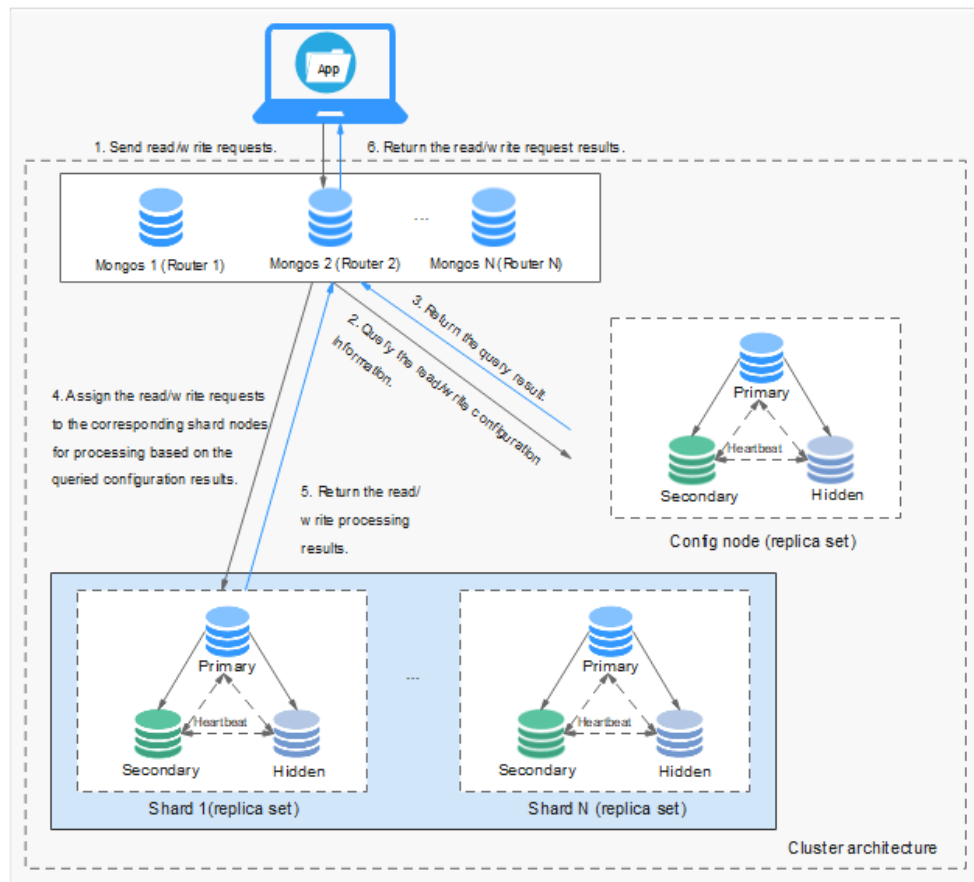 App
1. Send read/write requests.
6. Return the read/write request results.
...
Mongos 1 (Router 1)
Mongos 2 (Router 2)
Mongos N (Router N)
3. Return the query result.
2. Query the read/write configuration
information.
4. Assign the read/write requests
to the corresponding shard nodes
for processing based on the
queried configuration results.
5. Return the read/
write processing
results.
Primary
Heartbeat
Secondary
Hidden
Config node (replica set)
Primary
Heartbeat
Secondary
Hidden
Shard 1(replica set)
...
Primary
Heartbeat
Secondary
Hidden
Shard N (replica set)
Cluster architecture